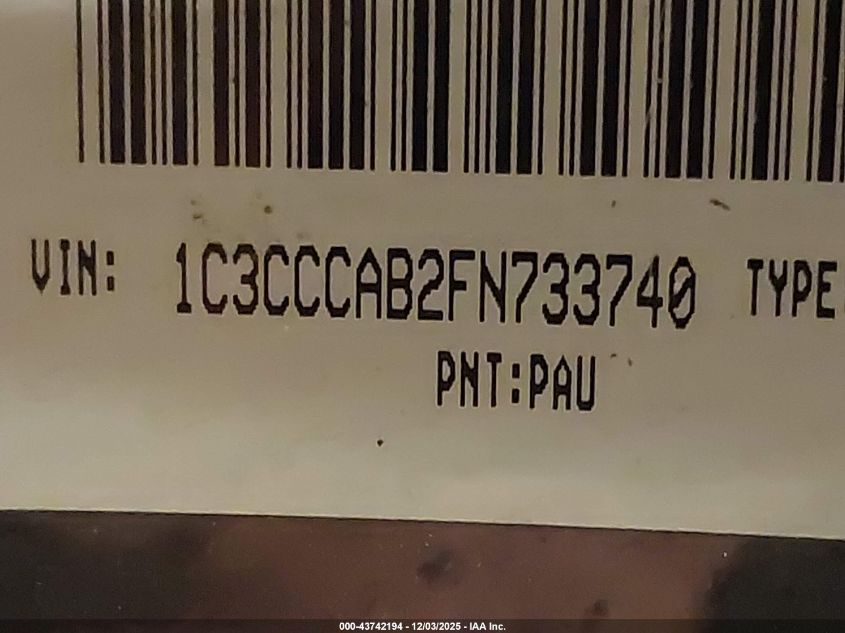 VIN: 1C3CCCAB2FN733740 TYPE
PNT:PAU
000-43742194 - 12/03/2025 - IAA Inc.